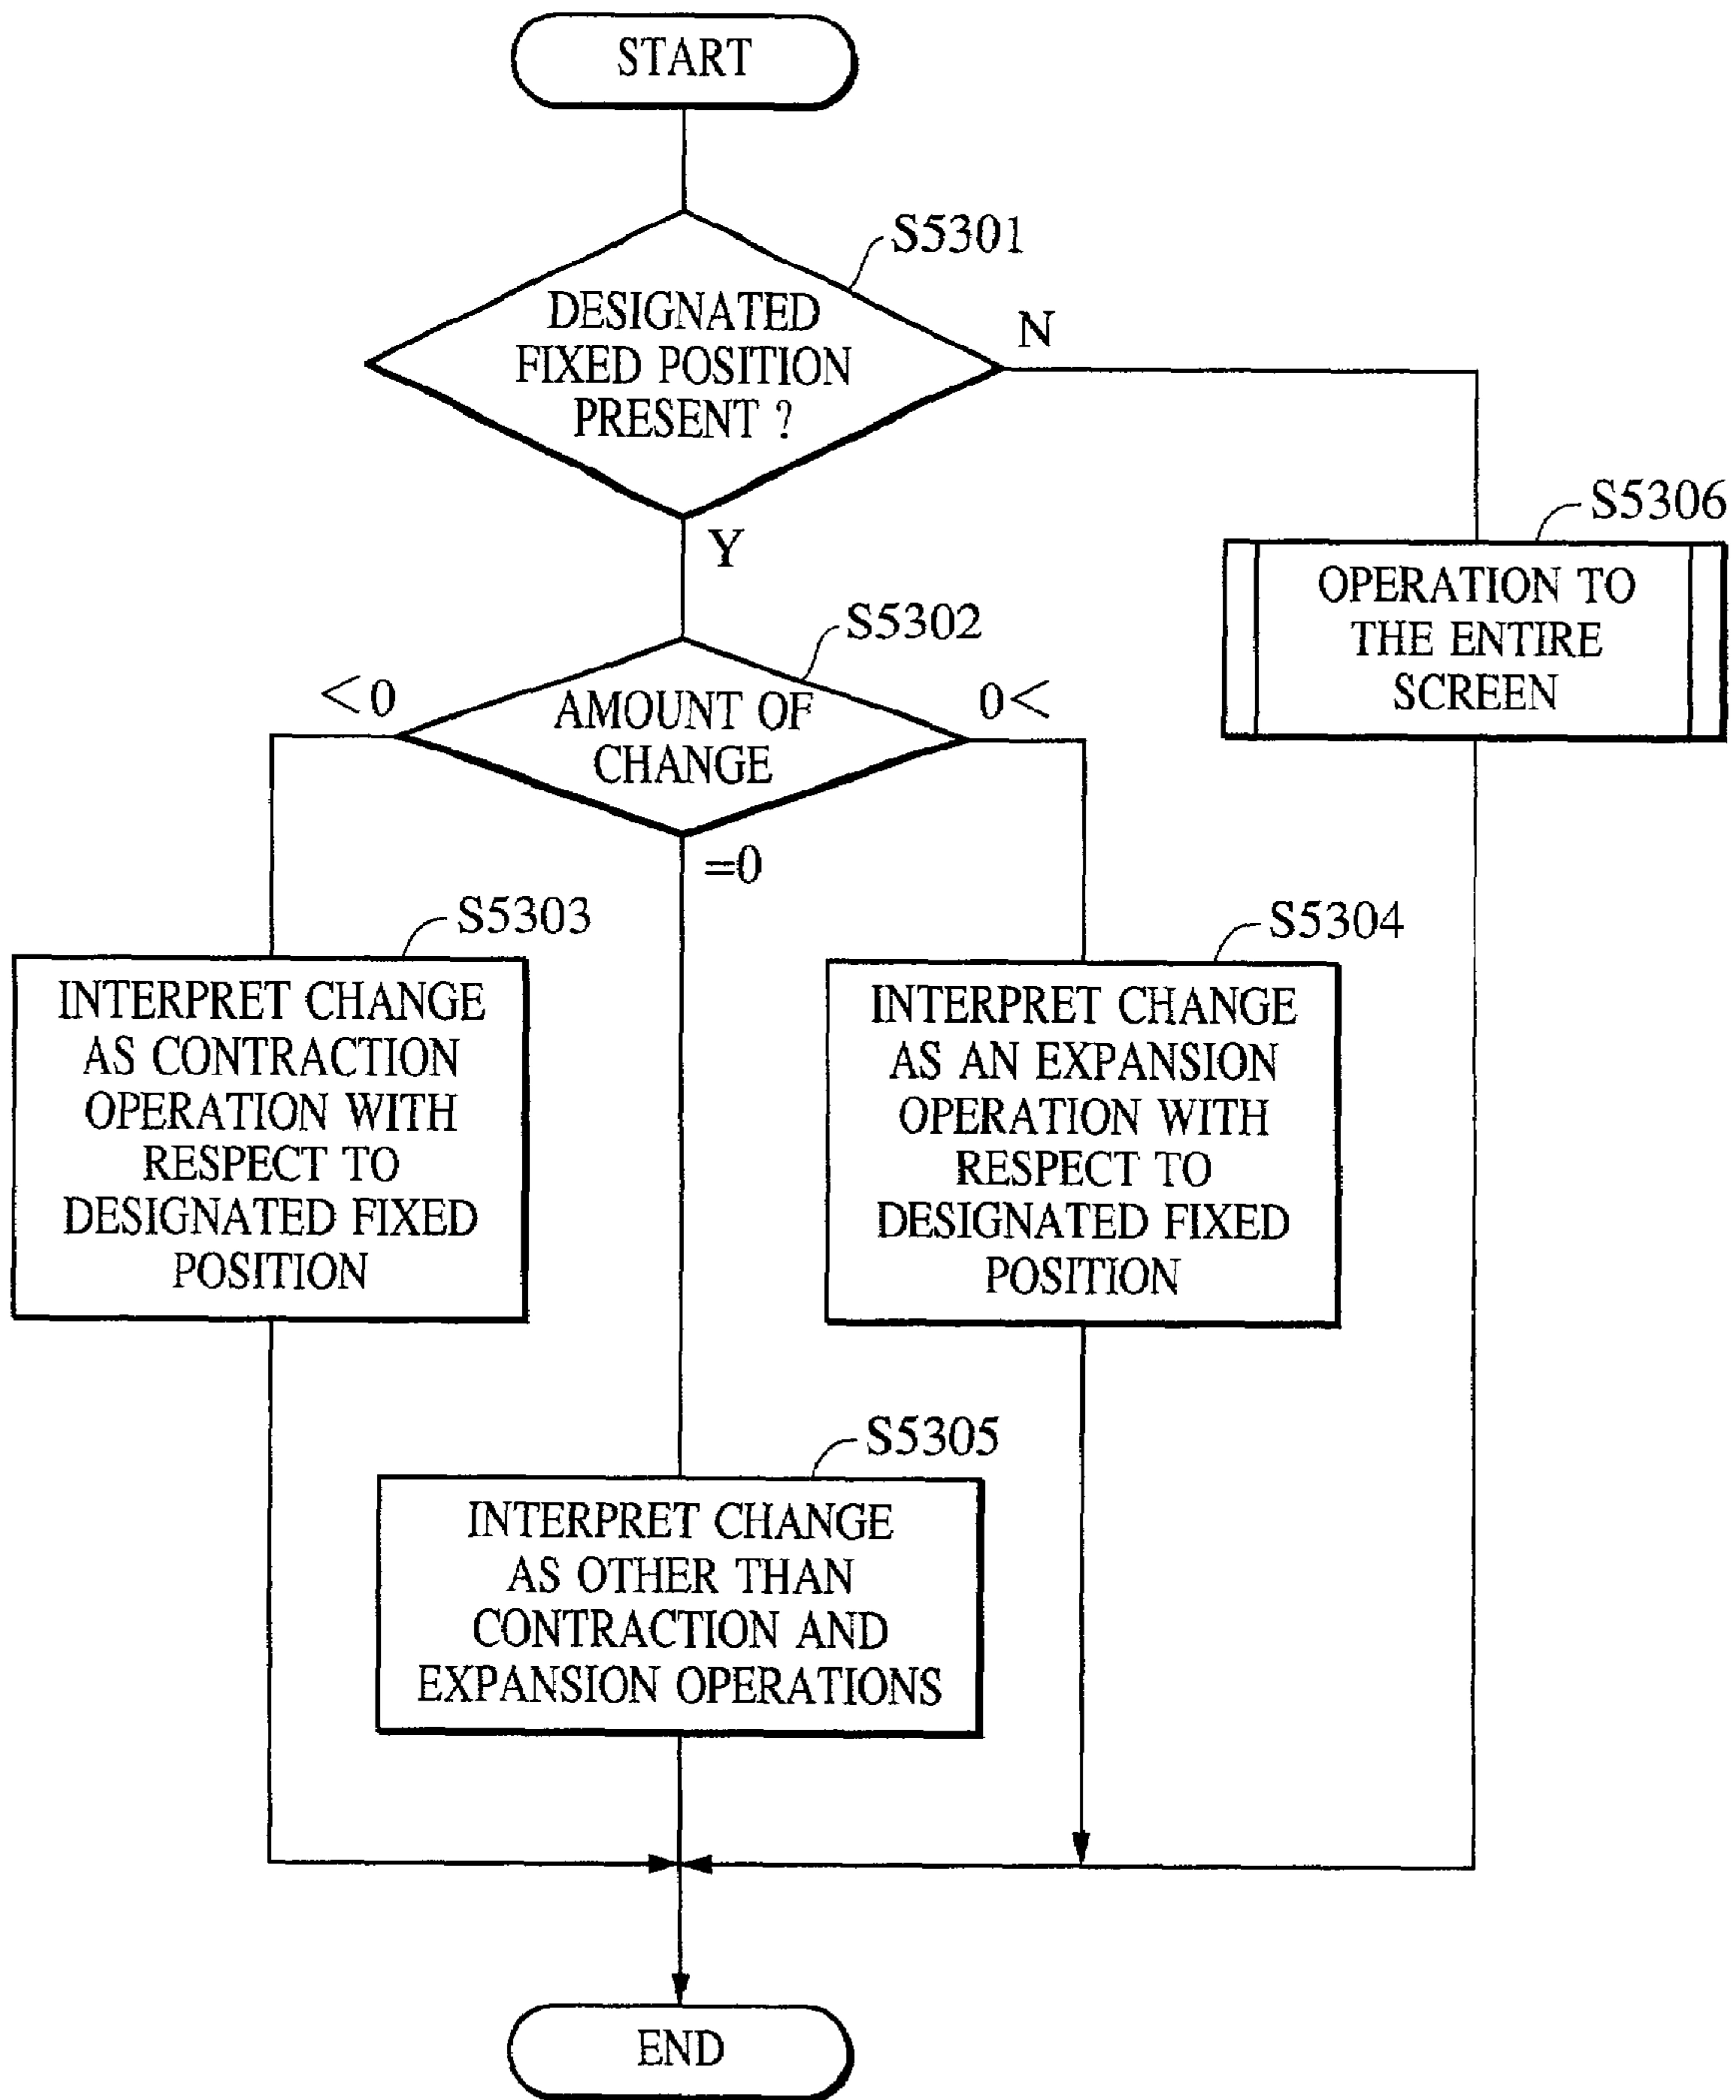 START
S5301
DESIGNATED
FIXED POSITION
PRESENT ?
N
Y
S5306
OPERATION TO
THE ENTIRE
SCREEN
S5302
<0
AMOUNT OF
CHANGE
0<
=0
S5303
INTERPRET CHANGE
AS CONTRACTION
OPERATION WITH
RESPECT TO
DESIGNATED FIXED
POSITION
S5304
INTERPRET CHANGE
AS AN EXPANSION
OPERATION WITH
RESPECT TO
DESIGNATED FIXED
POSITION
S5305
INTERPRET CHANGE
AS OTHER THAN
CONTRACTION AND
EXPANSION OPERATIONS
END